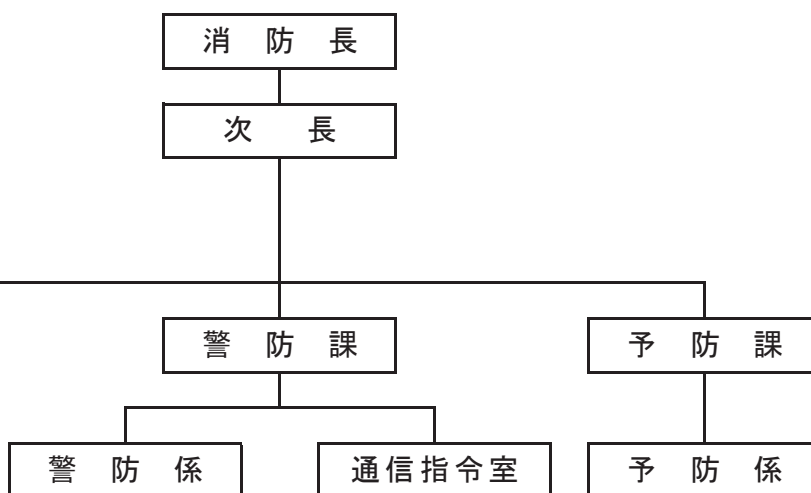 消防長
次長
警防課
予防課
警防係
通信指令室
予防係